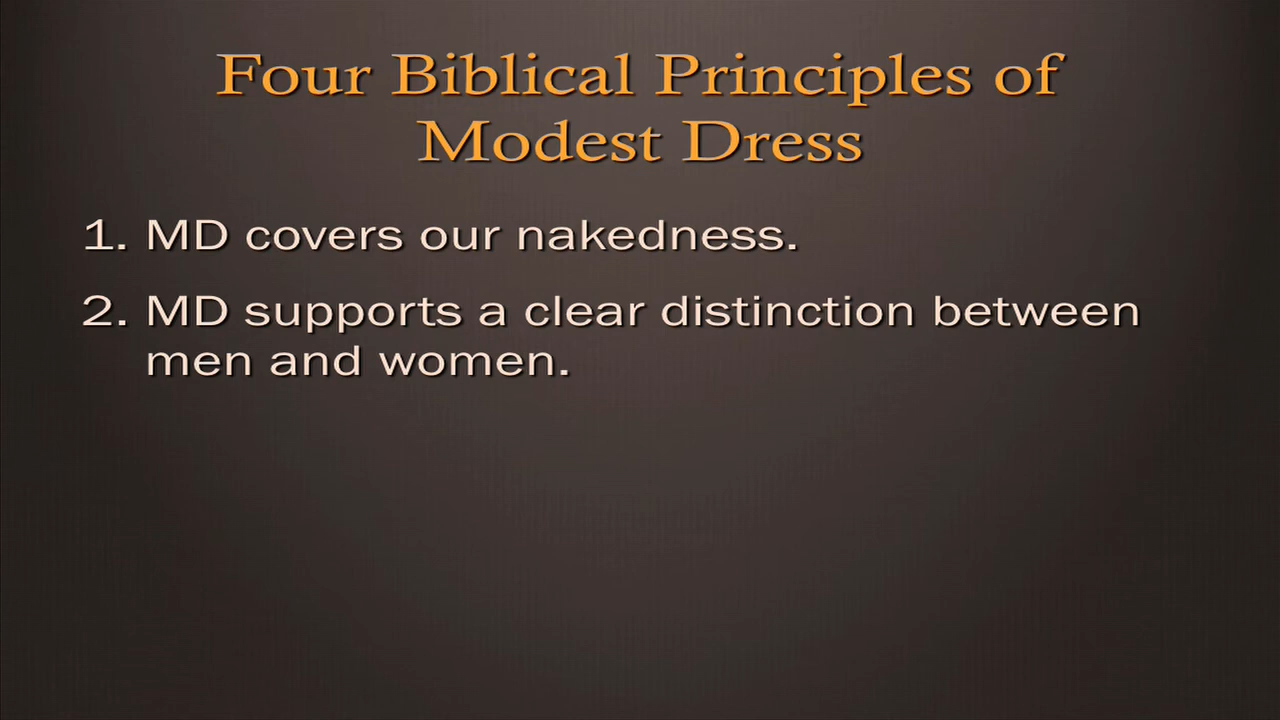 Four Biblical Principles of
Modest Dress
1. MD covers our nakedness.
2. MD supports a clear distinction between
men and women.